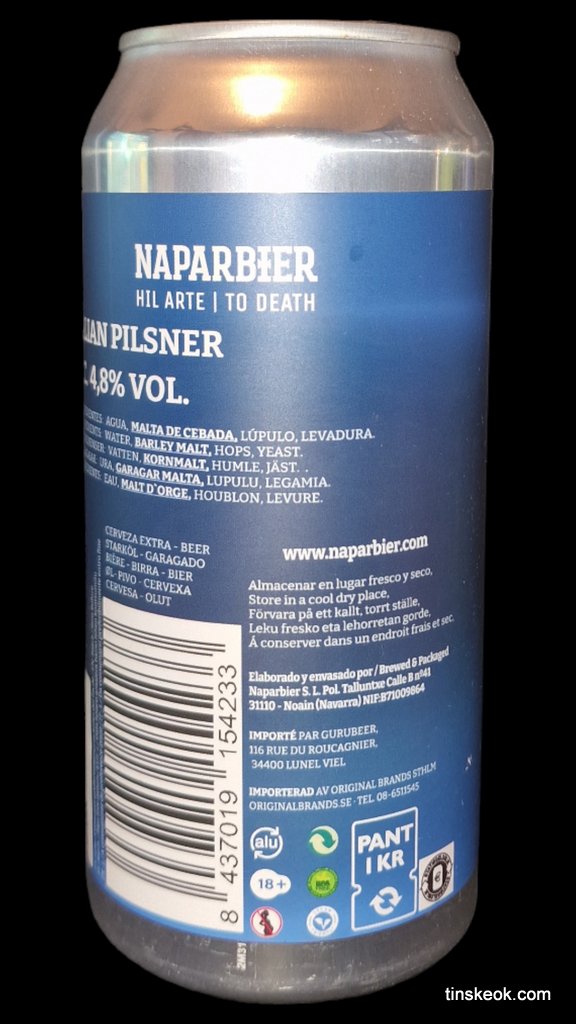 NAPARBIER
HIL ARTE | TO DEATH
PILSNER
4,8% VOL.
AGUA, MALTA DE CEBADA, LÚPULO, LEVADURA.
WATER, BARLEY MALT, HOPS, YEAST.
VATTEN, KORNMALT, HUMLE, JÄST. .
URA, GARAGAR MALTA, LUPULU, LEGAMIA.
EAU, MALT D`ORGE, HOUBLON, LEVURE.
CERVEZA EXTRA - BEER
STARKÖL - GARAGADO
BIÈRE - BIRRA - BIER
ØL - PIVO - CERVEXA
CERVESA - OLUT
www.naparbier.com
Almacenar en lugar fresco y seco,
Store in a cool dry place,
Förvara på ett kallt, torrt ställe,
Leku fresko eta lehorretan gorde,
Á conserver dans un endroit frais et sec.
Elaborado y envasado por / Brewed & Packaged
Naparbier S. L. Pol. Talluntxe Calle B nº41
31110 - Noain (Navarra) NIF:B71009864
IMPORTÉ PAR GURUBEER,
116 RUE DU ROUCAGNIER,
34400 LUNEL VIEL
IMPORTERAD AV ORIGINAL BRANDS STHLM
ORIGINALBRANDS.SE · TEL. 08-6511545
8 437019 154233
alu
18+
PANT
1 KR
tinskeok.com